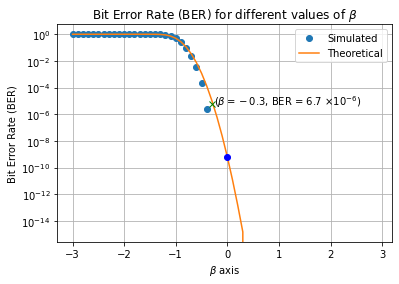 Bit Error Rate (BER) for different values of β
Bit Error Rate (BER)
10⁰
10⁻²
10⁻⁴
10⁻⁶
10⁻⁸
10⁻¹⁰
10⁻¹²
10⁻¹⁴
Simulated
Theoretical
(β = −0.3, BER = 6.7 ×10⁻⁶)
−3 −2 −1 0 1 2 3
β axis